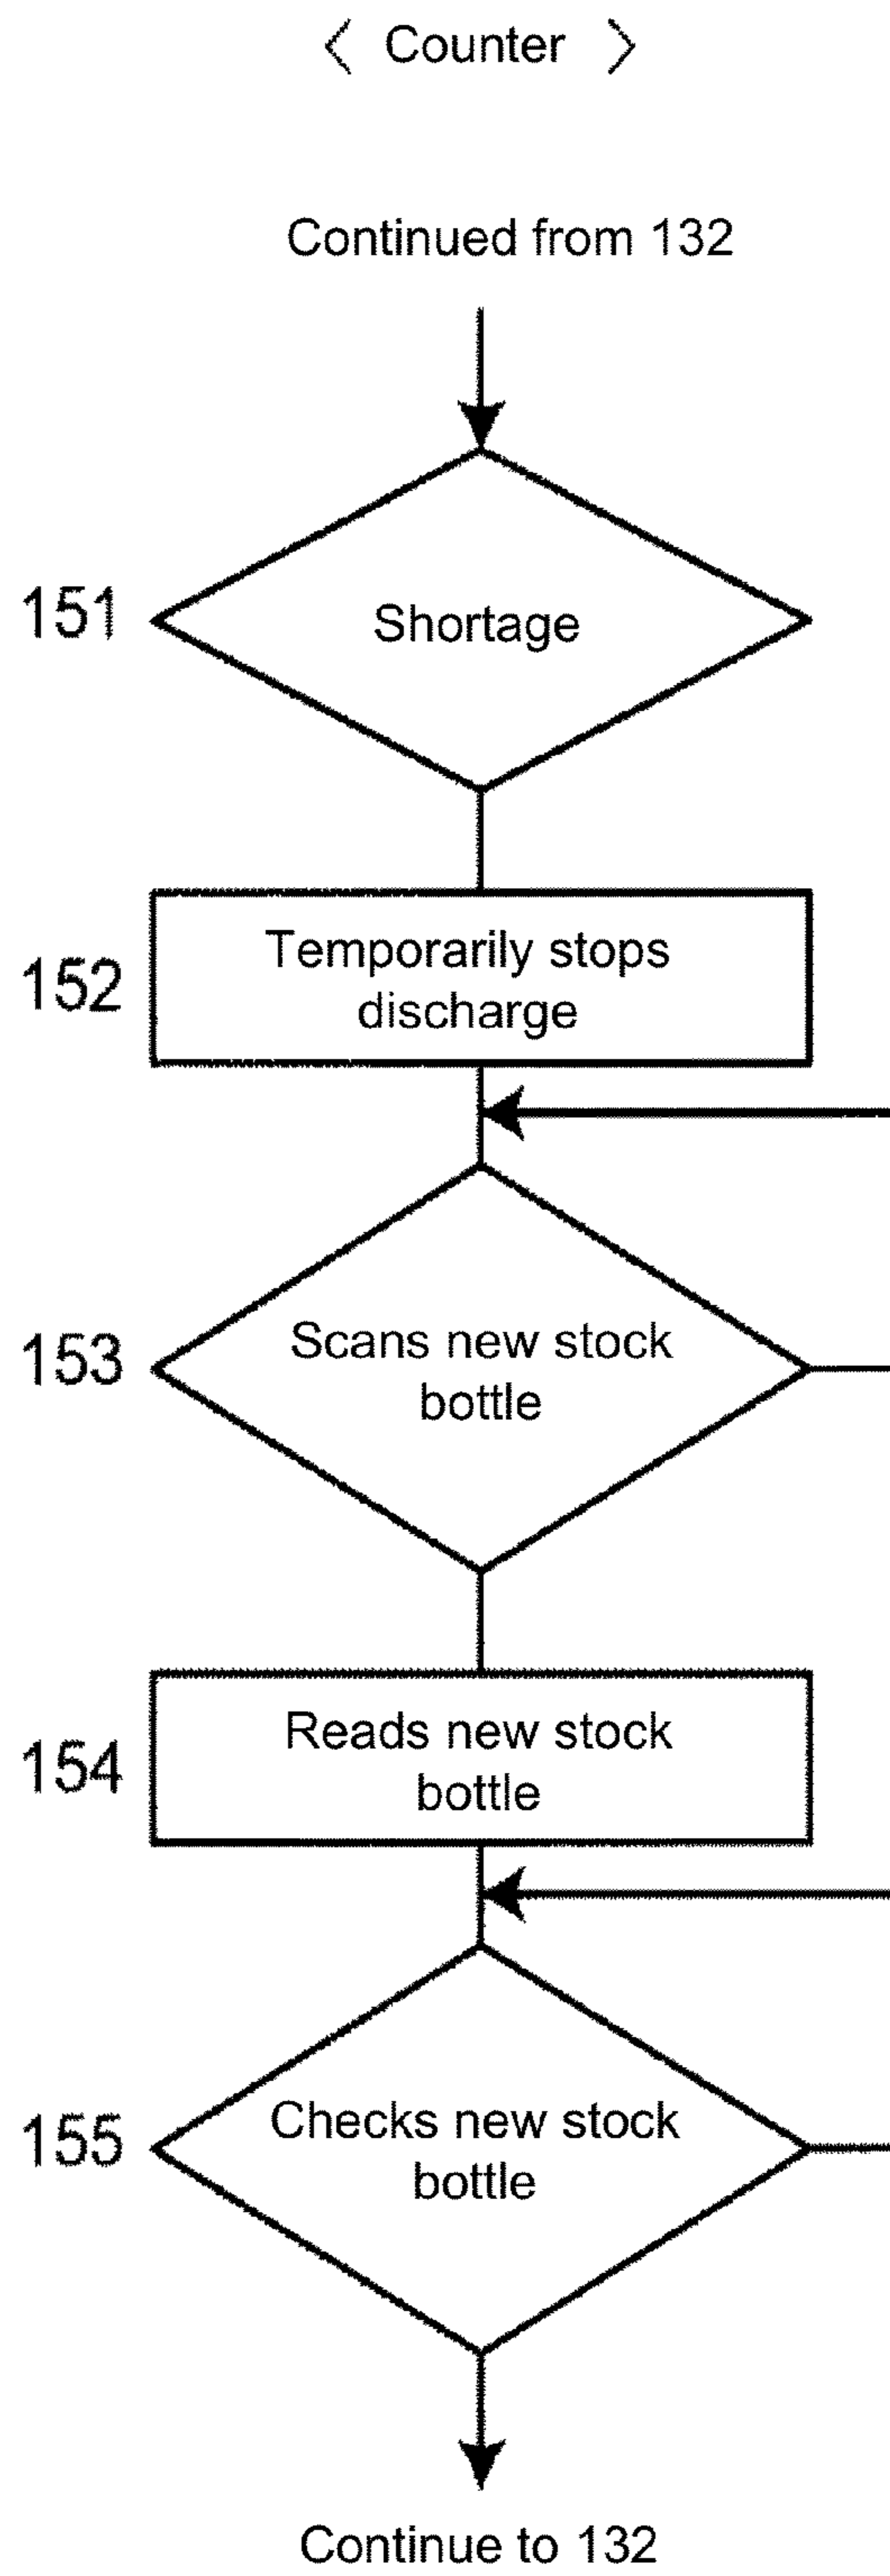 〈 Counter 〉
Continued from 132
151
Shortage
152
Temporarily stops
discharge
153
Scans new stock
bottle
154
Reads new stock
bottle
155
Checks new stock
bottle
Continue to 132